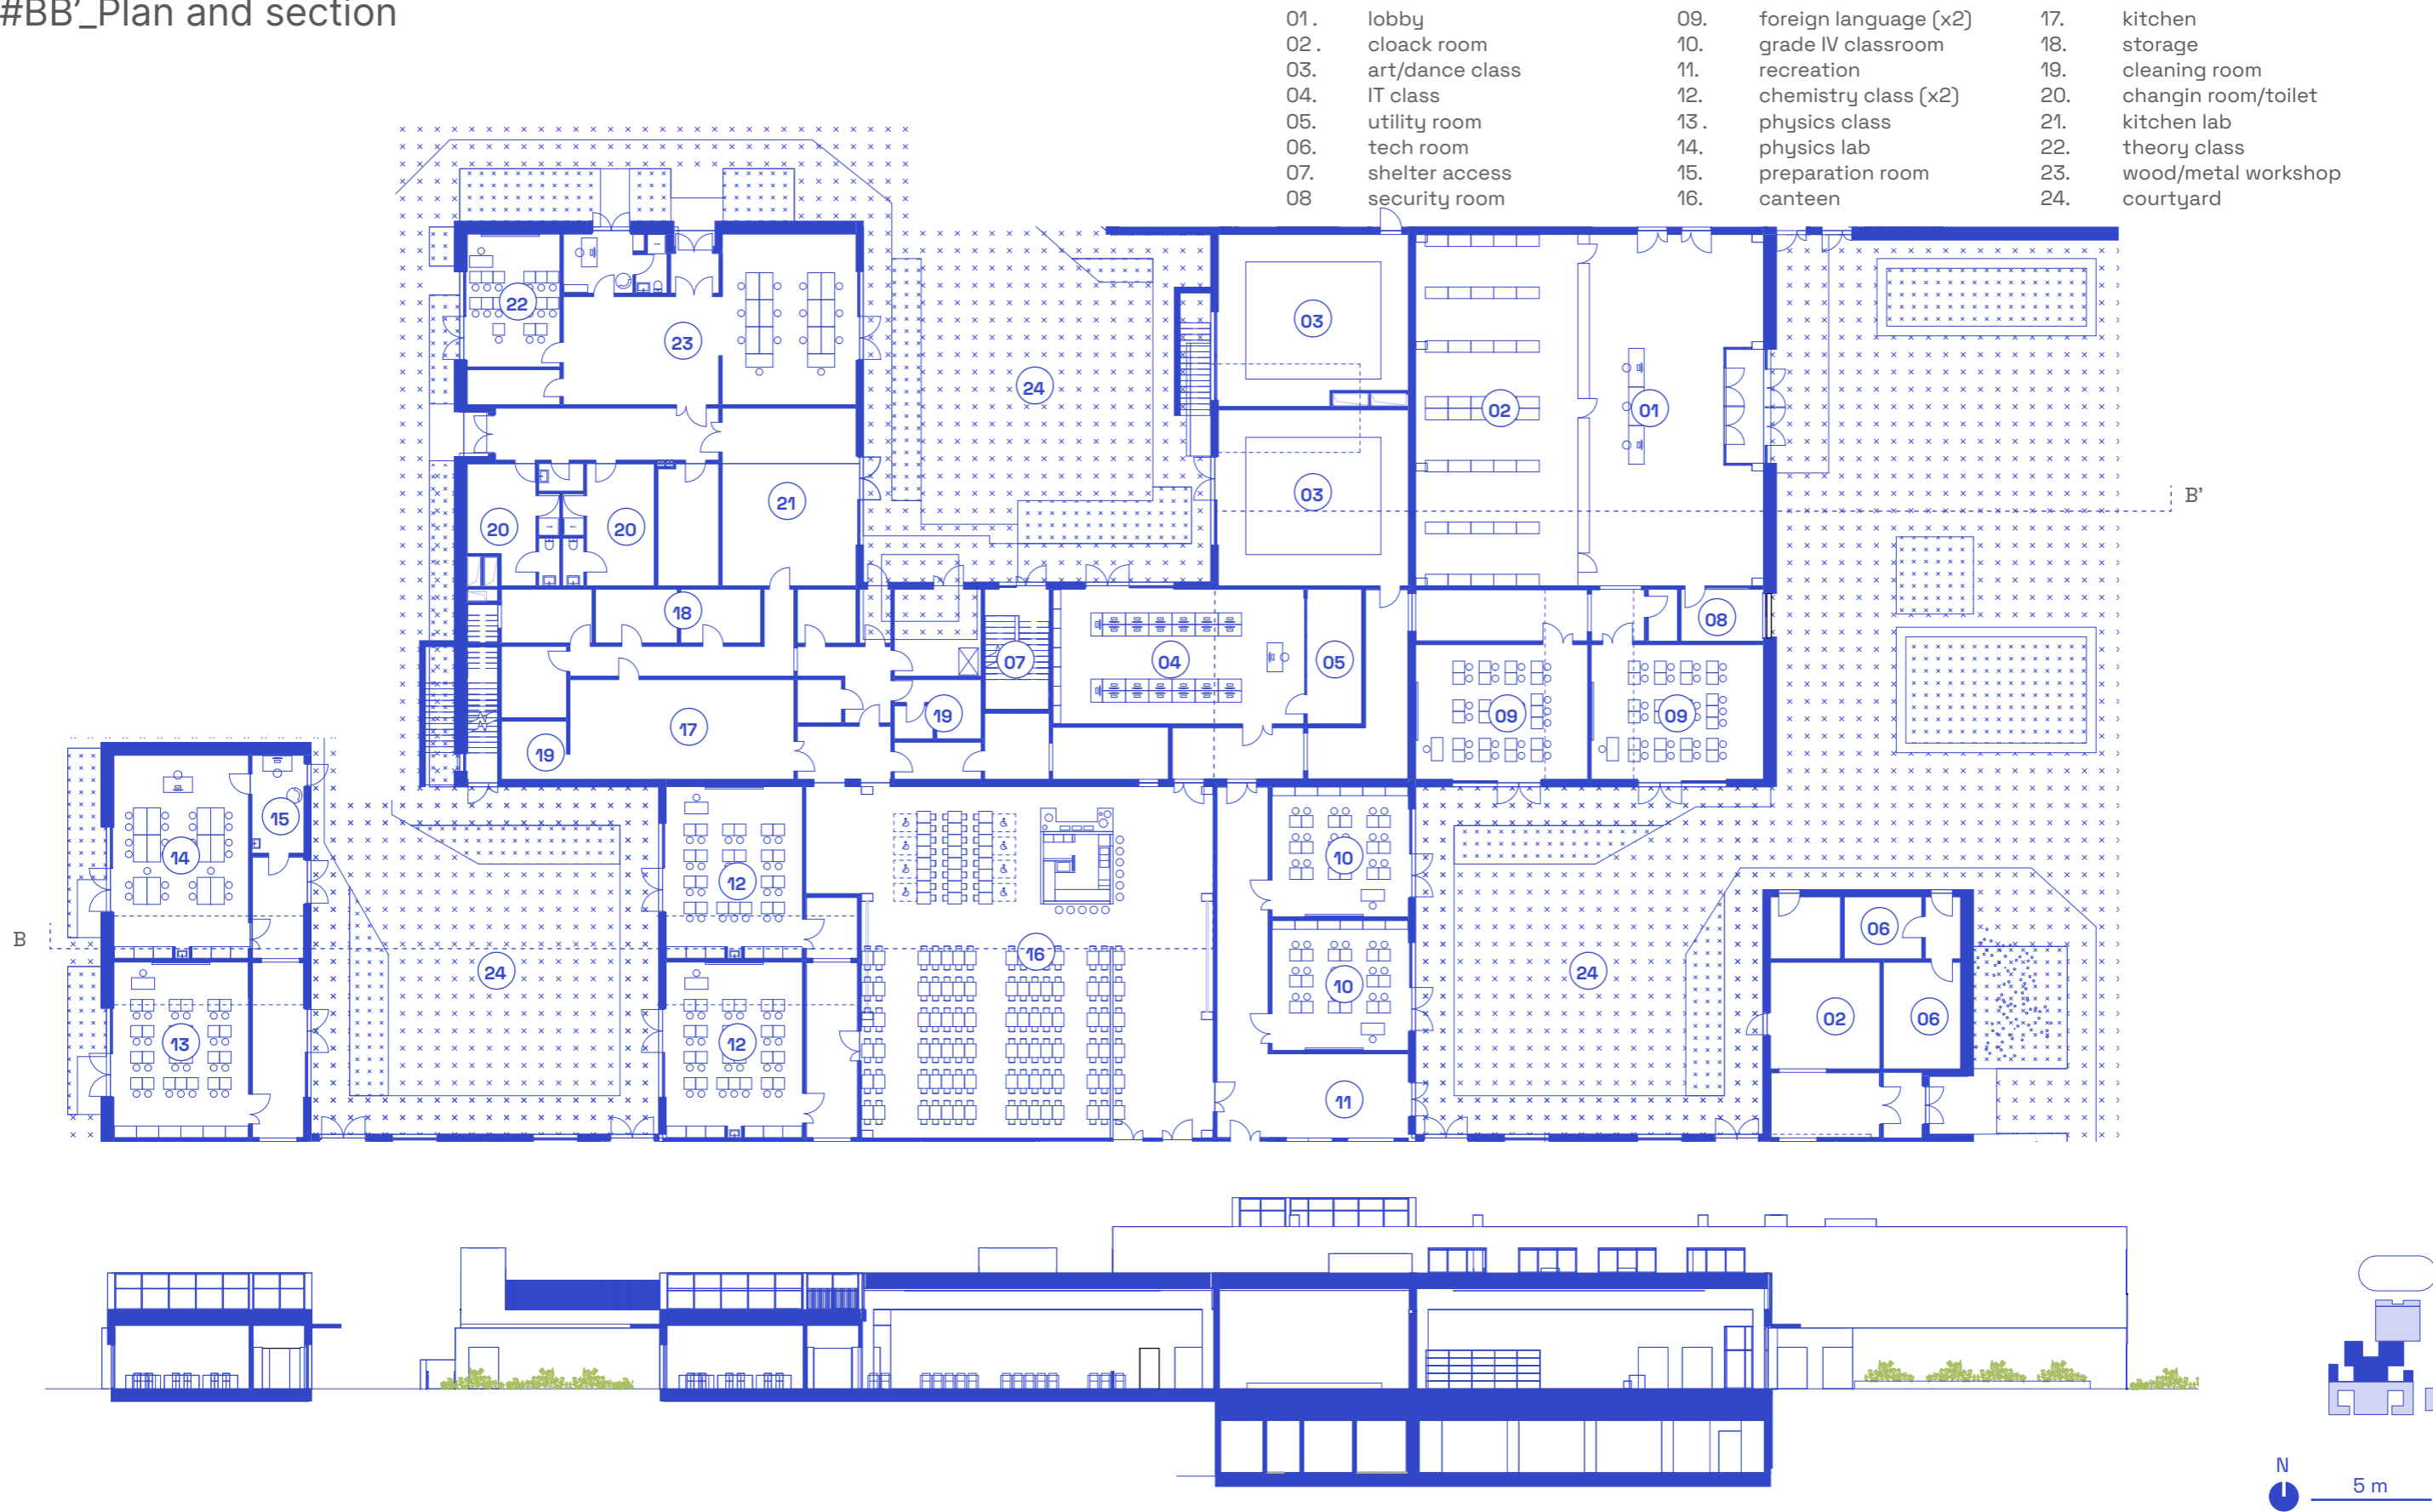 #BB’_Plan and section
01. lobby
02. cloack room
03. art/dance class
04. IT class
05. utility room
06. tech room
07. shelter access
08 security room
09. foreign language (x2)
10. grade IV classroom
11. recreation
12. chemistry class (x2)
13. physics class
14. physics lab
15. preparation room
16. canteen
17. kitchen
18. storage
19. cleaning room
20. changin room/toilet
21. kitchen lab
22. theory class
23. wood/metal workshop
24. courtyard
22
23
24
03
02
01
03
B’
20
20
21
18
08
07
04
05
17
19
19
09
09
14
15
12
10
B
24
16
06
13
12
10
24
02
06
11
N
5 m